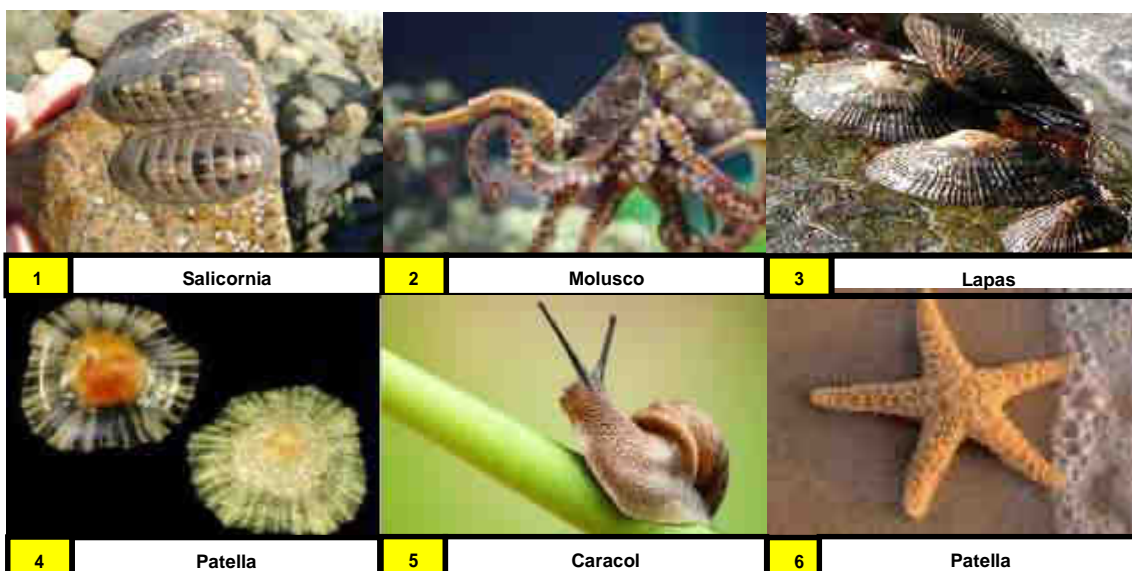 1 Salicornia
2 Molusco
3 Lapas
4 Patella
5 Caracol
6 Patella